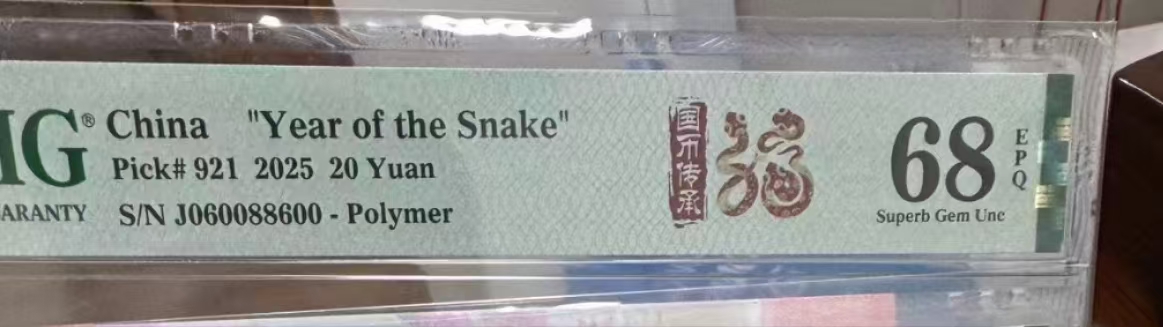 MG® China "Year of the Snake"
Pick# 921 2025 20 Yuan
ARANTY S/N J060088600 - Polymer
国币传承
68
EPQ
Superb Gem Unc